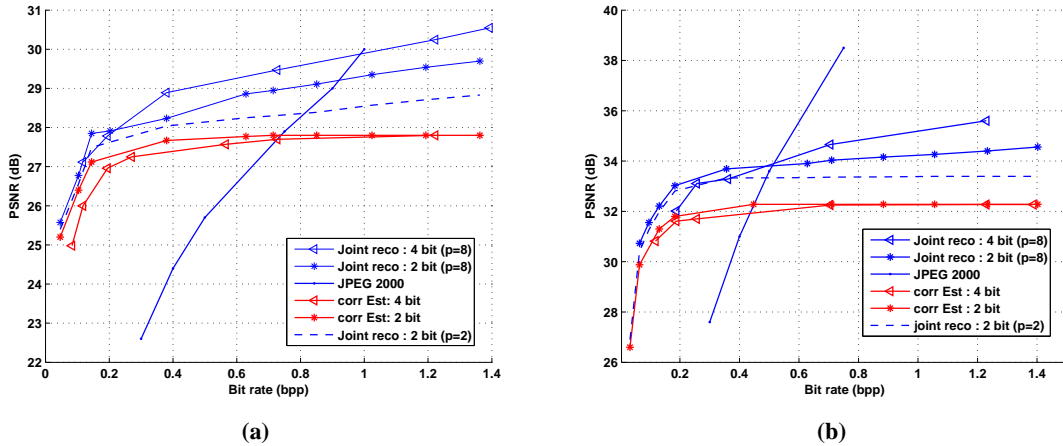 31
30
29
28
27
26
25
24
23
22
PSNR (dB)
0
0.2
0.4
0.6
0.8
1
1.2
1.4
Bit rate (bpp)
Joint reco : 4 bit (p=8)
Joint reco : 2 bit (p=8)
JPEG 2000
corr Est: 4 bit
corr Est: 2 bit
Joint reco : 2 bit (p=2)
(a)
40
38
36
34
32
30
28
26
PSNR (dB)
0.2
0.4
0.6
0.8
1
1.2
1.4
Bit rate (bpp)
Joint reco : 4 bit (p=8)
Joint reco : 2 bit (p=8)
JPEG 2000
corr Est : 4 bit
corr Est : 2 bit
joint reco : 2 bit (p=2)
(b)